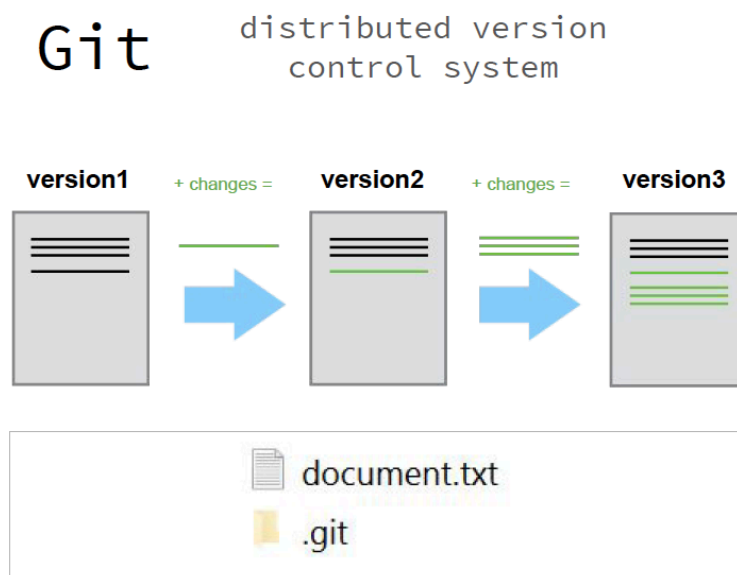 Git
distributed version
control system
version1
+ changes =
version2
+ changes =
version3
document.txt
.git